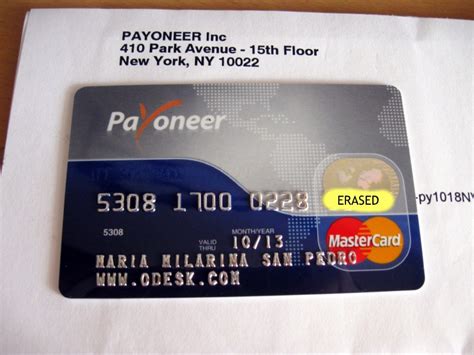 PAYONEER Inc
410 Park Avenue - 15th Floor
New York, NY 10022
Payoneer
5308 1700 0228 ERASED
5308
MONTH/YEAR
VALID THRU 10/13
MasterCard
MARIA MILARINA SAN PEDRO
WWW.ODESK.COM